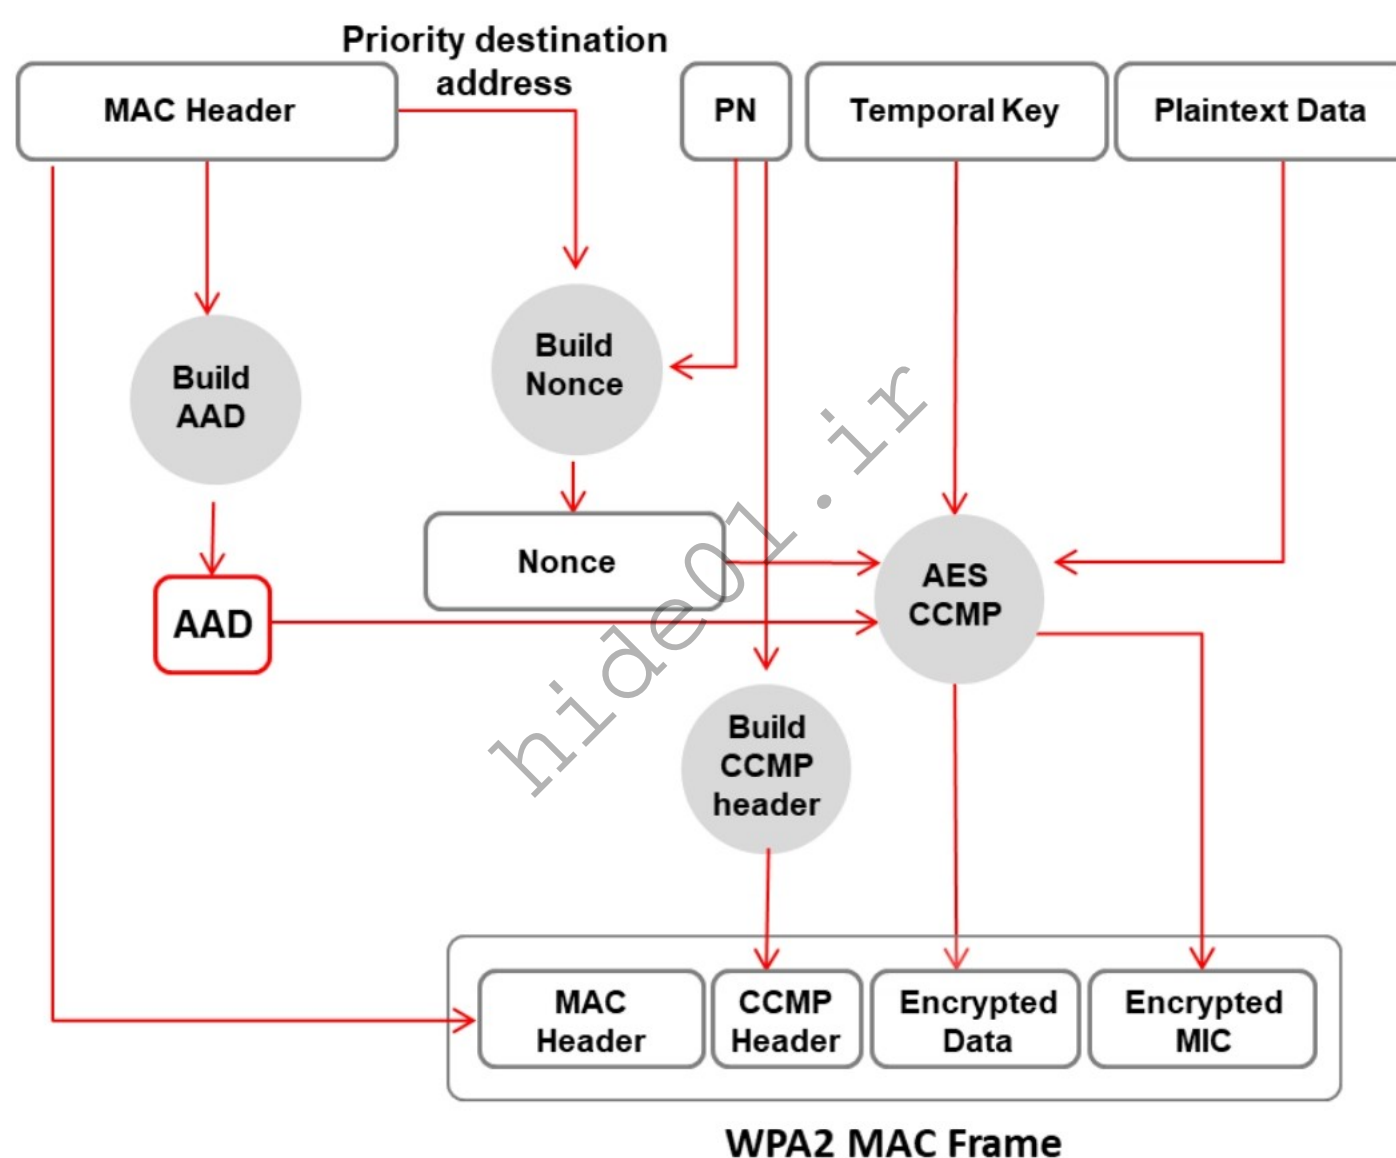 Priority destination
address
MAC Header
PN
Temporal Key
Plaintext Data
Build
AAD
Build
Nonce
Nonce
AAD
AES
CCMP
hide01.ir
Build
CCMP
header
MAC
Header
CCMP
Header
Encrypted
Data
Encrypted
MIC
WPA2 MAC Frame